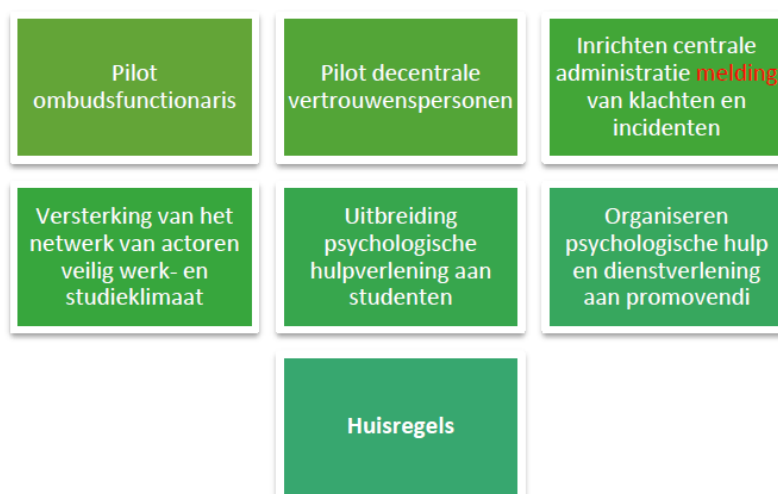 Pilot
ombudsfunctionaris
Pilot decentrale
vertrouwenspersonen
Inrichten centrale
administratie melding
van klachten en
incidenten
Versterking van het
netwerk van actoren
veilig werk- en
studieklimaat
Uitbreiding
psychologische
hulpverlening aan
studenten
Organiseren
psychologische hulp
en dienstverlening
aan promovendi
Huisregels